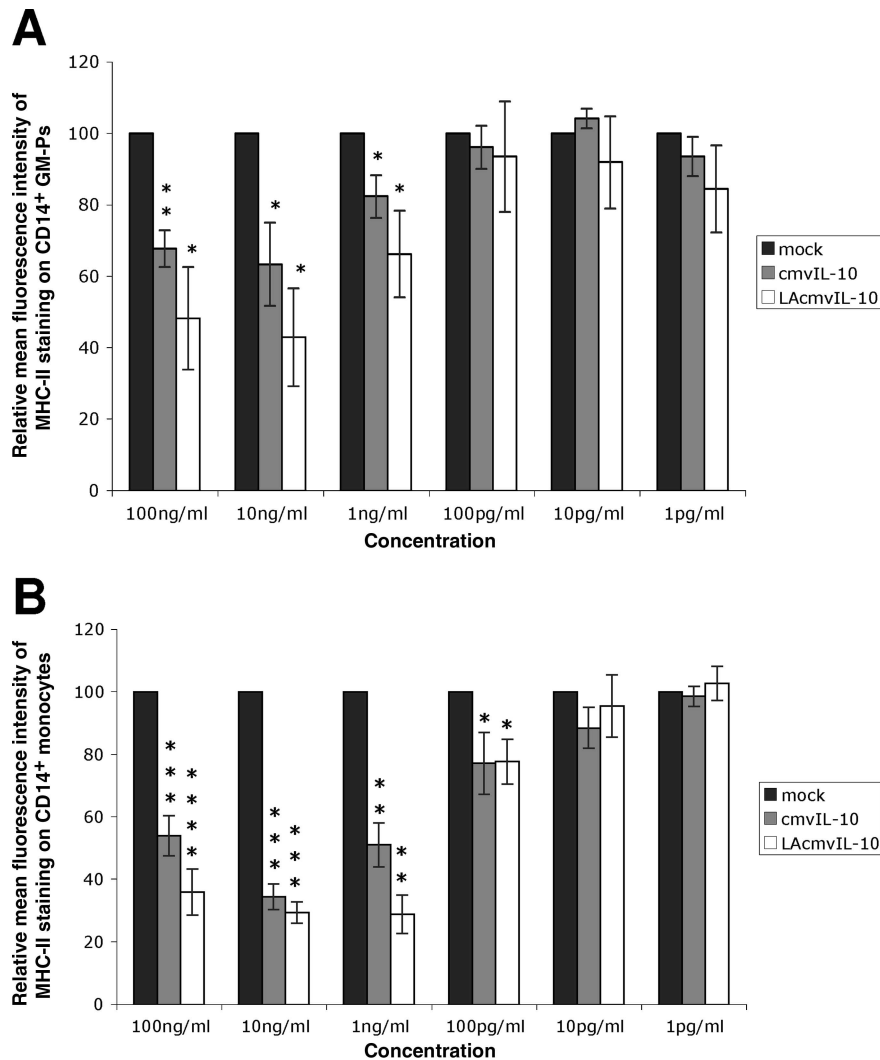 A
Relative mean fluorescence intensity of
MHC-II staining on CD14+ GM-Ps
120
100
80
60
40
20
0
* *
*
*
*
*
*
100ng/ml 10ng/ml 1ng/ml 100pg/ml 10pg/ml 1pg/ml
Concentration
mock
cmvIL-10
LAcmvIL-10
B
Relative mean fluorescence intensity of
MHC-II staining on CD14+ monocytes
120
100
80
60
40
20
0
* * *
* * * *
* * *
* * *
* *
* *
*
*
100ng/ml 10ng/ml 1ng/ml 100pg/ml 10pg/ml 1pg/ml
Concentration
mock
cmvIL-10
LAcmvIL-10